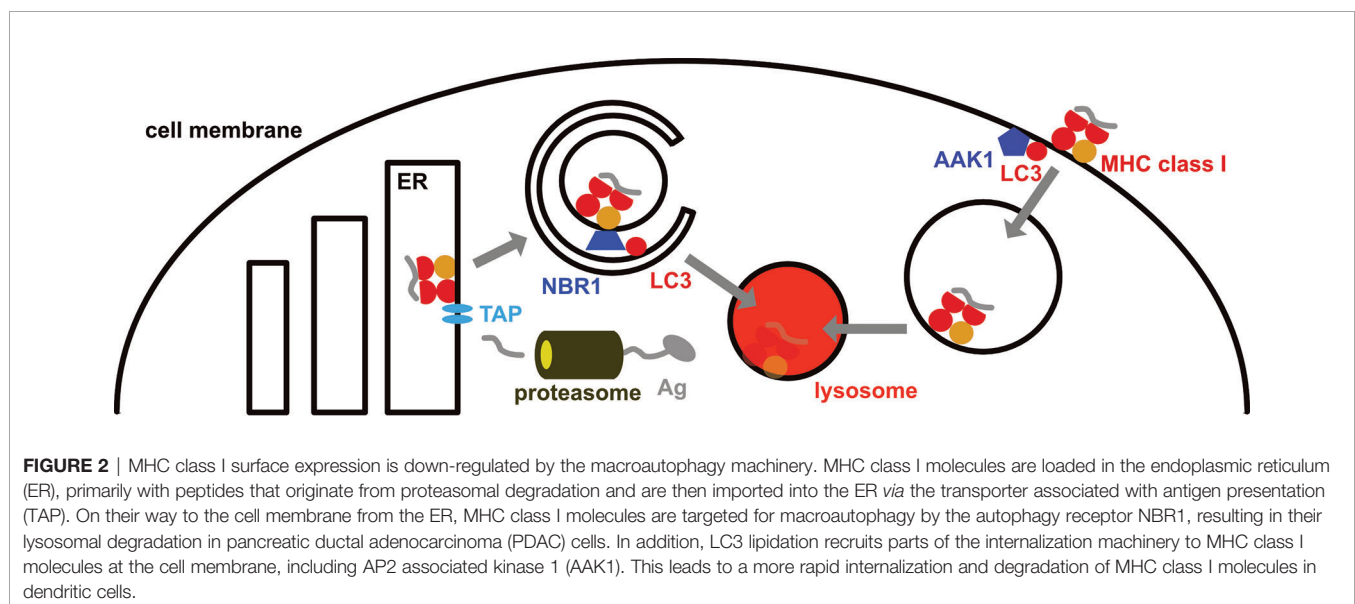 cell membrane
ER
AAK1
LC3
MHC class I
NBR1
LC3
TAP
proteasome
Ag
lysosome
FIGURE 2 | MHC class I surface expression is down-regulated by the macroautophagy machinery. MHC class I molecules are loaded in the endoplasmic reticulum
(ER), primarily with peptides that originate from proteasomal degradation and are then imported into the ER via the transporter associated with antigen presentation
(TAP). On their way to the cell membrane from the ER, MHC class I molecules are targeted for macroautophagy by the autophagy receptor NBR1, resulting in their
lysosomal degradation in pancreatic ductal adenocarcinoma (PDAC) cells. In addition, LC3 lipidation recruits parts of the internalization machinery to MHC class I
molecules at the cell membrane, including AP2 associated kinase 1 (AAK1). This leads to a more rapid internalization and degradation of MHC class I molecules in
dendritic cells.